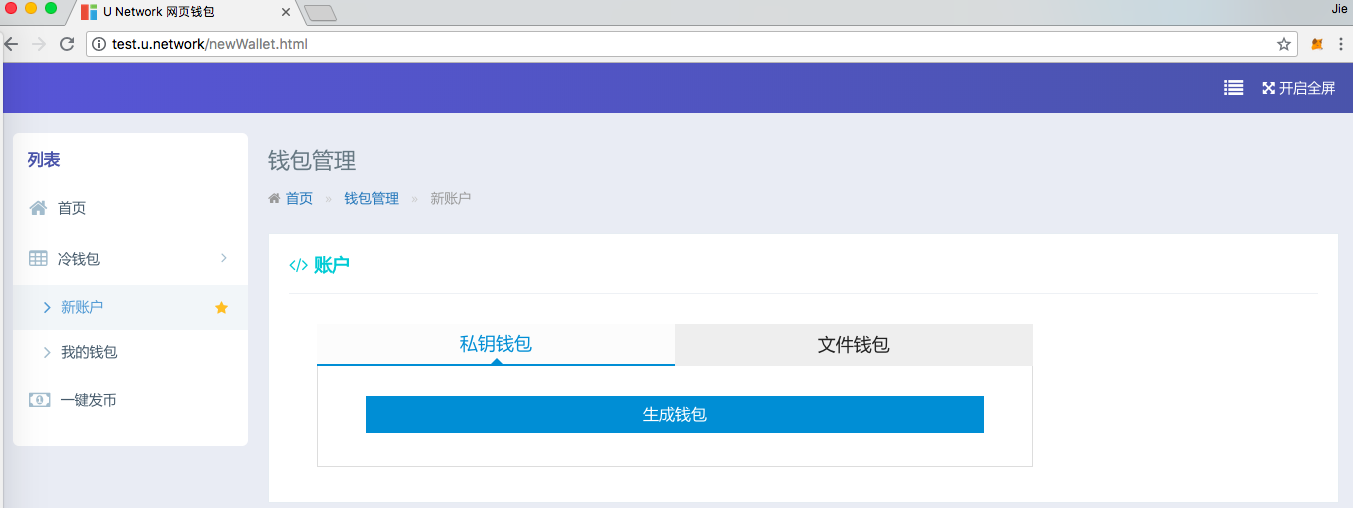 U Network 网页钱包
Jie
test.u.network/newWallet.html
开启全屏
列表
首页
冷钱包
新账户
我的钱包
一键发币
钱包管理
首页 » 钱包管理 » 新账户
</> 账户
私钥钱包 文件钱包
生成钱包